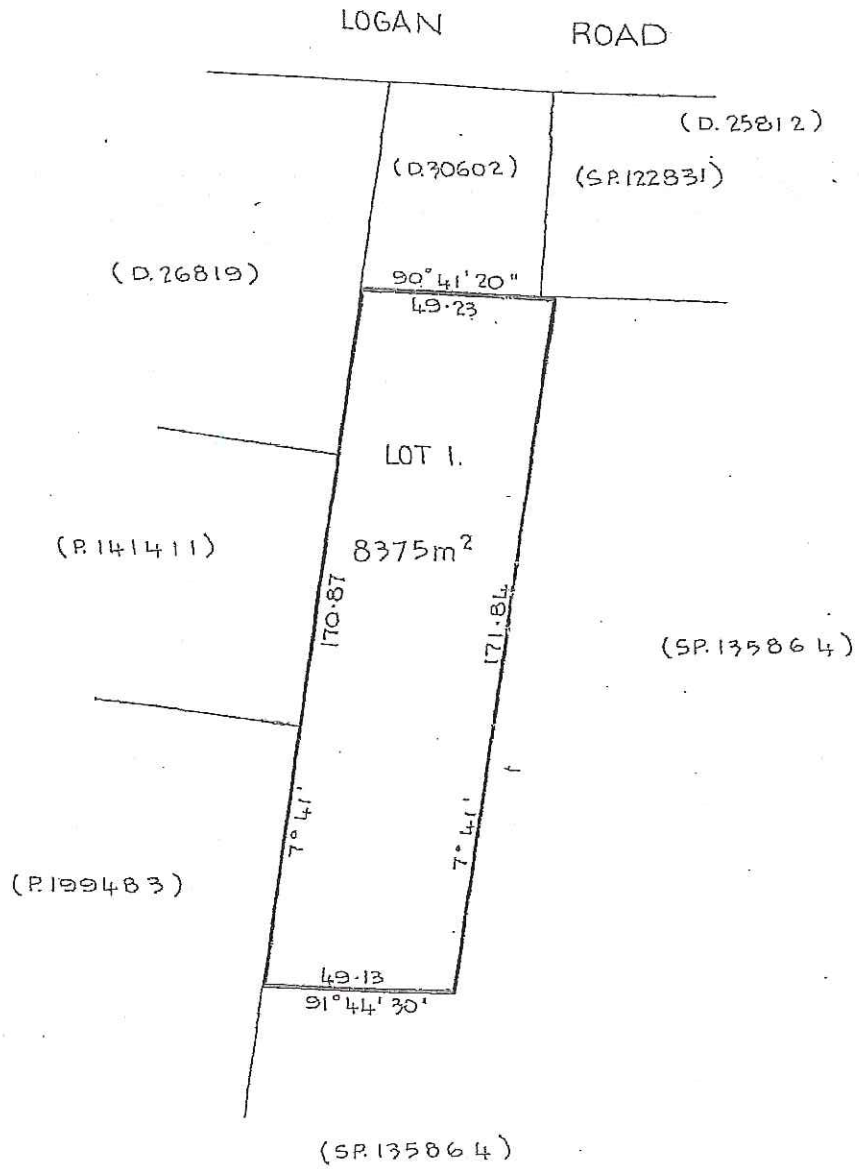 LOGAN ROAD
(D.25812)
(D.30602)
(SP.122831)
(D.26819)
90°41'20"
49·23
LOT 1.
(P.141411)
8375m²
170·87
171·84
(SP.135864)
7°41'
7°41'
(P.199483)
49·13
91°44'30'
(SP.135864)